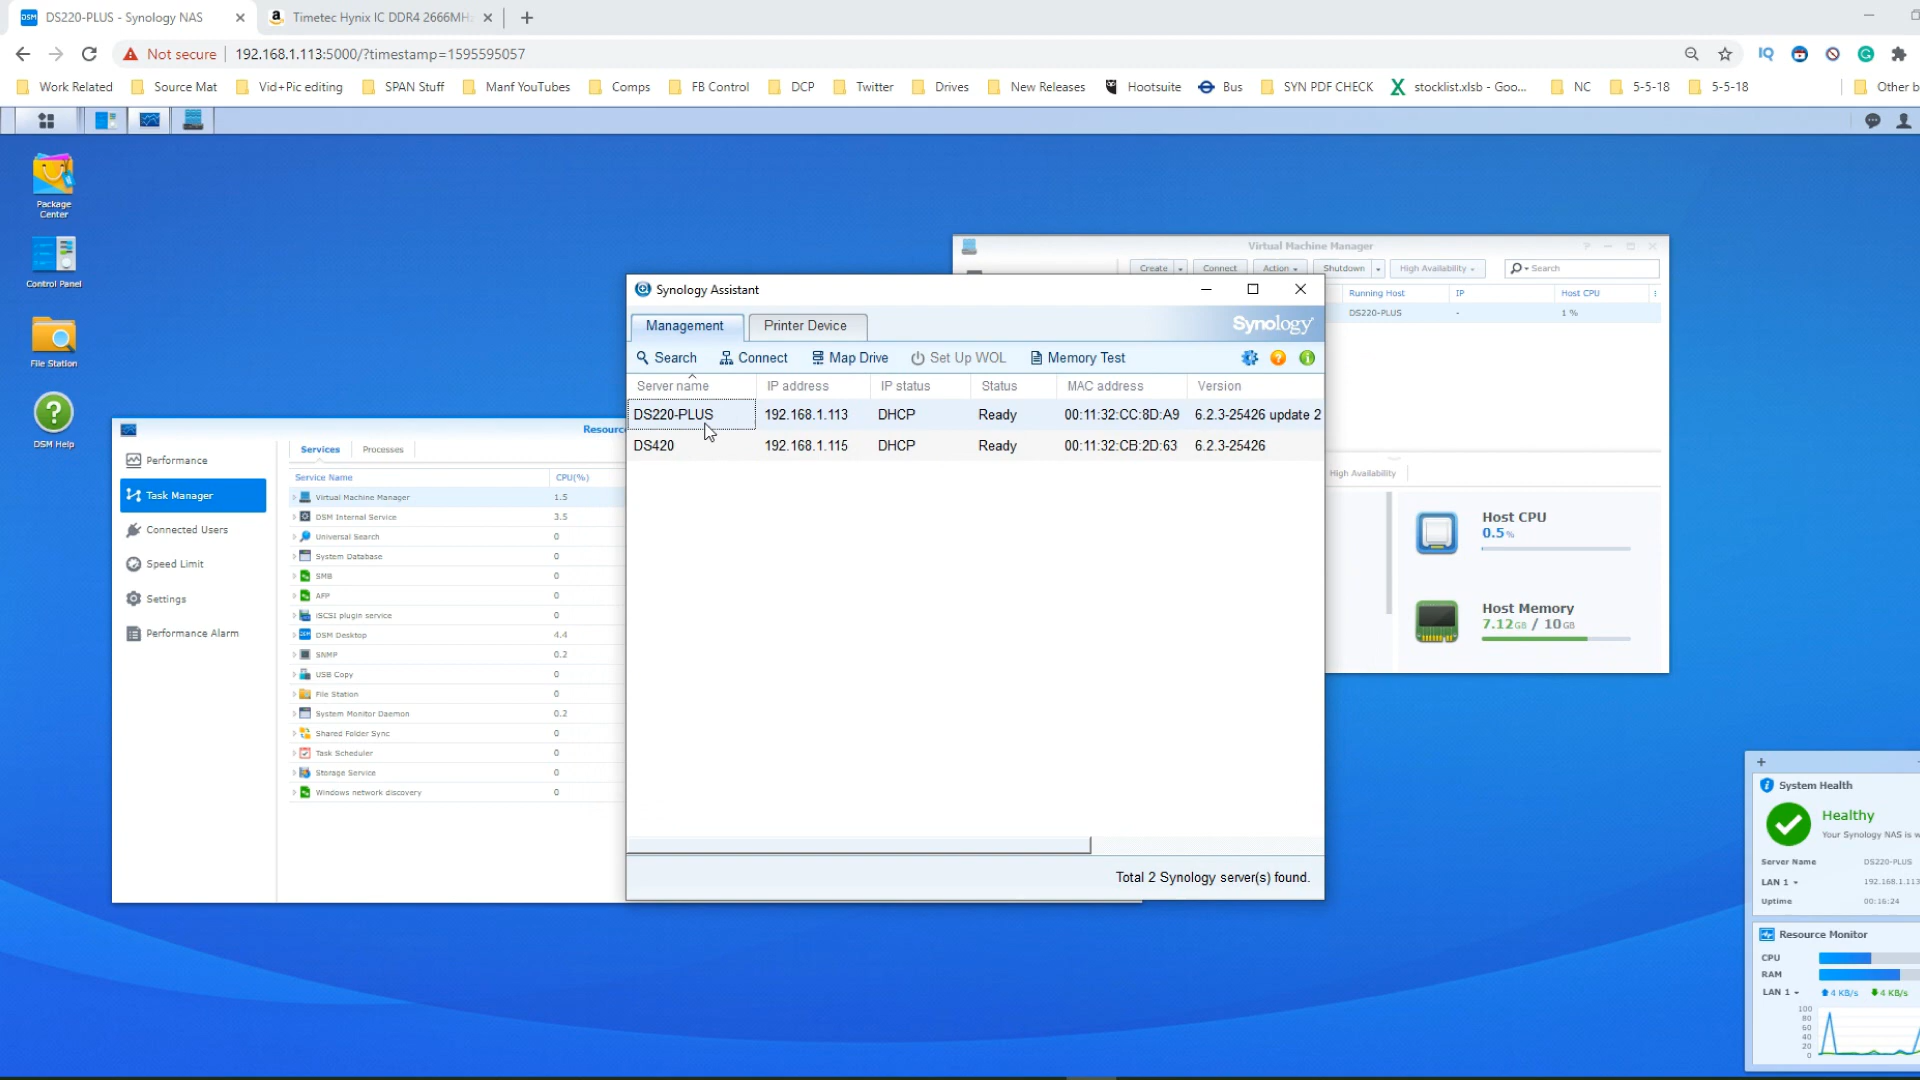 DS220-PLUS - Synology NAS
Timetec Hynix IC DDR4 2666MHz
Not secure
192.168.1.113:5000/?timestamp=1595595057
Work Related
Source Mat
Vid+Pic editing
SPAN Stuff
Manf YouTubes
Comps
FB Control
DCP
Twitter
Drives
New Releases
Hootsuite
Bus
SYN PDF CHECK
stocklist.xlsb - Goo...
NC
5-5-18
5-5-18
Other b
Package
Center
Control Panel
File Station
DSM Help
Virtual Machine Manager
Create
Connect
Action
Shutdown
High Availability
Search
Running Host
IP
Host CPU
DS220-PLUS
-
1 %
High Availability
Host CPU
0.5 %
Host Memory
7.12 GB / 10 GB
Synology Assistant
Management
Printer Device
Synology
Search
Connect
Map Drive
Set Up WOL
Memory Test
Server name
IP address
IP status
Status
MAC address
Version
DS220-PLUS
192.168.1.113
DHCP
Ready
00:11:32:CC:8D:A9
6.2.3-25426 update 2
DS420
192.168.1.115
DHCP
Ready
00:11:32:CB:2D:63
6.2.3-25426
Total 2 Synology server(s) found.
Resource
Performance
Task Manager
Connected Users
Speed Limit
Settings
Performance Alarm
Services
Processes
Service Name
CPU(%)
Virtual Machine Manager 1.5
DSM Internal Service 3.5
Universal Search 0
System Database 0
SMB 0
AFP 0
iSCSI plugin service 0
DSM Desktop 4.4
SNMP 0.2
USB Copy 0
File Station 0
System Monitor Daemon 0.2
Shared Folder Sync 0
Task Scheduler 0
Storage Service 0
Windows network discovery 0
System Health
Healthy
Your Synology NAS is w
Server Name DS220-PLUS
LAN 1 192.168.1.113
Uptime 00:16:24
Resource Monitor
CPU
RAM
LAN 1 4 KB/s 4 KB/s
100
80
60
40
20
0